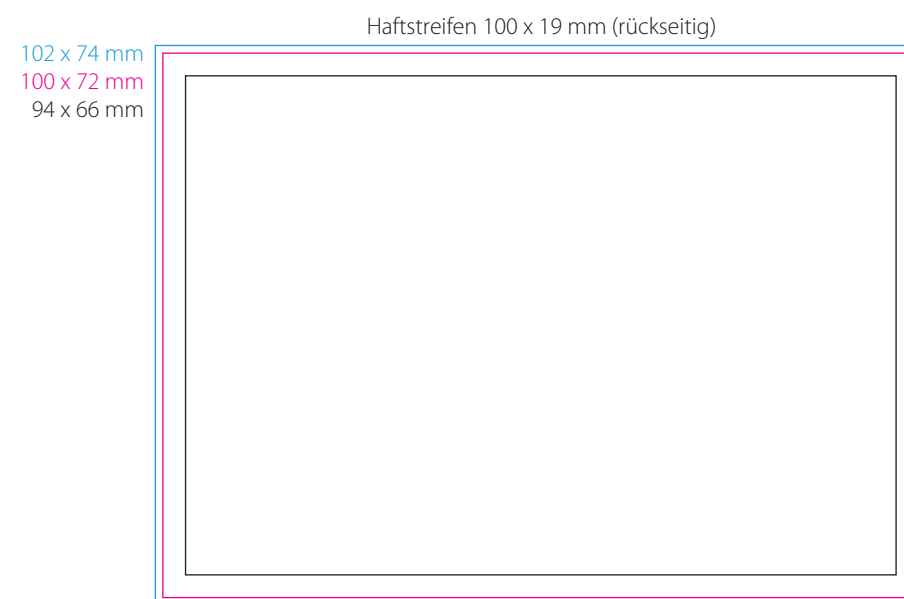 Haftstreifen 100 x 19 mm (rückseitig)
102 x 74 mm
100 x 72 mm
94 x 66 mm